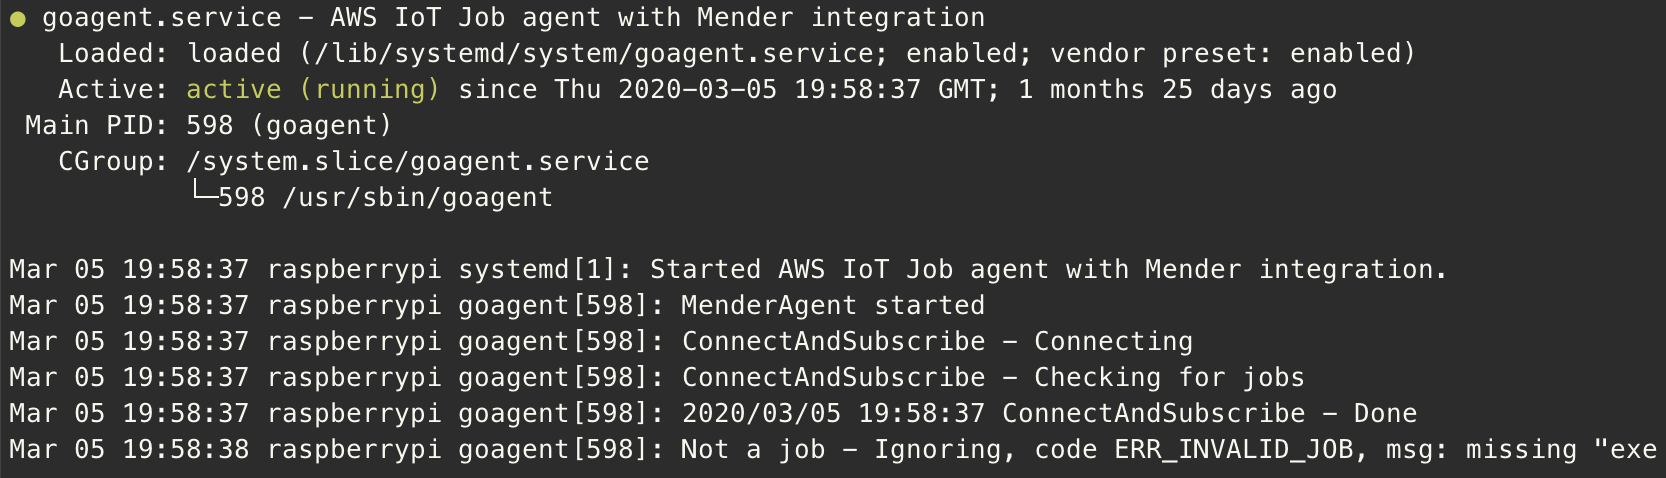 ● goagent.service - AWS IoT Job agent with Mender integration
   Loaded: loaded (/lib/systemd/system/goagent.service; enabled; vendor preset: enabled)
   Active: active (running) since Thu 2020-03-05 19:58:37 GMT; 1 months 25 days ago
 Main PID: 598 (goagent)
   CGroup: /system.slice/goagent.service
           └─598 /usr/sbin/goagent

Mar 05 19:58:37 raspberrypi systemd[1]: Started AWS IoT Job agent with Mender integration.
Mar 05 19:58:37 raspberrypi goagent[598]: MenderAgent started
Mar 05 19:58:37 raspberrypi goagent[598]: ConnectAndSubscribe - Connecting
Mar 05 19:58:37 raspberrypi goagent[598]: ConnectAndSubscribe - Checking for jobs
Mar 05 19:58:37 raspberrypi goagent[598]: 2020/03/05 19:58:37 ConnectAndSubscribe - Done
Mar 05 19:58:38 raspberrypi goagent[598]: Not a job - Ignoring, code ERR_INVALID_JOB, msg: missing "exe